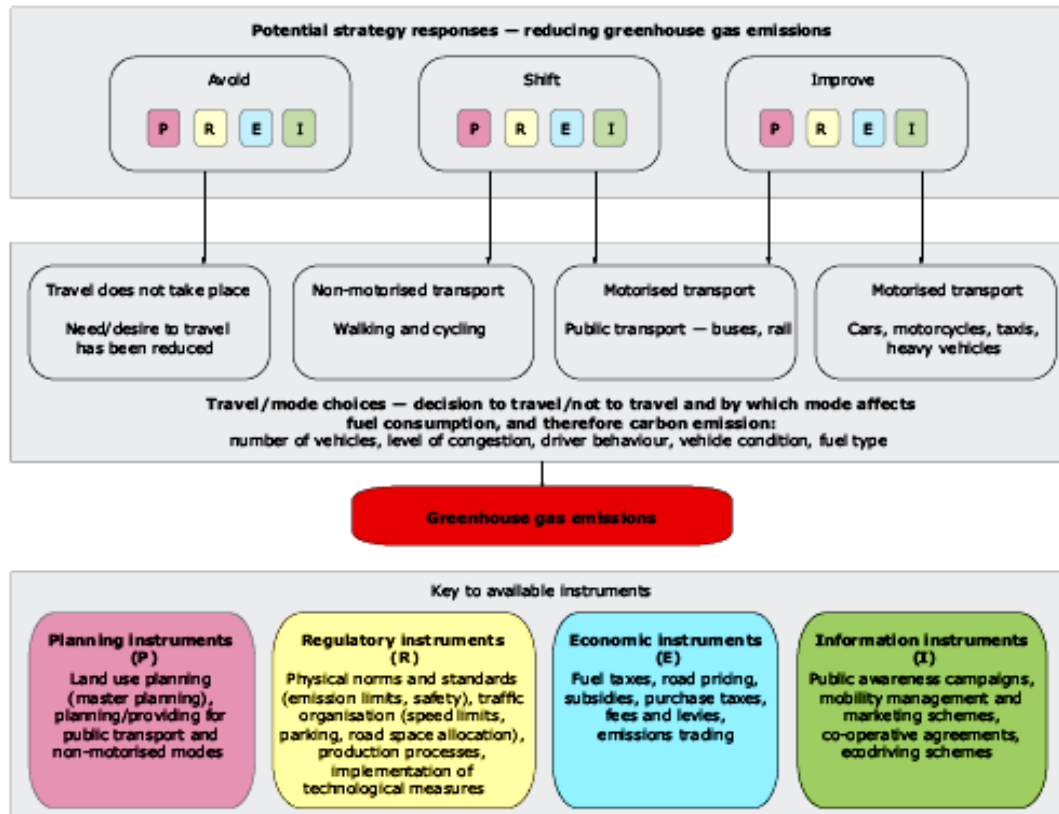 Potential strategy responses — reducing greenhouse gas emissions
Avoid
P R E I
Shift
P R E I
Improve
P R E I
Travel does not take place
Need/desire to travel
has been reduced
Non-motorised transport
Walking and cycling
Motorised transport
Public transport — buses, rail
Motorised transport
Cars, motorcycles, taxis,
heavy vehicles
Travel/mode choices — decision to travel/not to travel and by which mode affects
fuel consumption, and therefore carbon emission:
number of vehicles, level of congestion, driver behaviour, vehicle condition, fuel type
Greenhouse gas emissions
Key to available instruments
Planning instruments
(P)
Land use planning
(master planning),
planning/providing for
public transport and
non-motorised modes
Regulatory instruments
(R)
Physical norms and standards
(emission limits, safety), traffic
organisation (speed limits,
parking, road space allocation),
production processes,
implementation of
technological measures
Economic instruments
(E)
Fuel taxes, road pricing,
subsidies, purchase taxes,
fees and levies,
emissions trading
Information instruments
(I)
Public awareness campaigns,
mobility management and
marketing schemes,
co-operative agreements,
ecodriving schemes